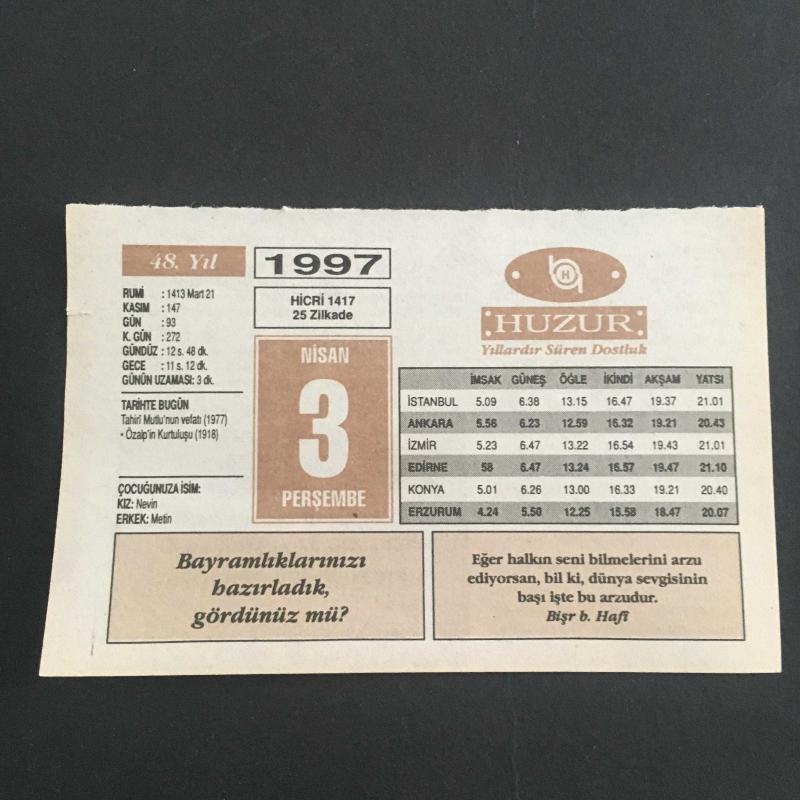 48. Yıl
1997
RUMİ : 1413 Mart 21
KASIM : 147
GÜN : 93
K. GÜN : 272
GÜNDÜZ : 12 s. 48 dk.
GECE : 11 s. 12 dk.
GÜNÜN UZAMASI: 3 dk.
HİCRİ 1417
25 Zilkade
TARİHTE BUGÜN
Tahirî Mutlu'nun vefatı (1977)
• Özalp'in Kurtuluşu (1918)
ÇOCUĞUNUZA İSİM:
KIZ: Nevin
ERKEK: Metin
NİSAN
3
PERŞEMBE
H
HUZUR
Yıllardır Süren Dostluk
İMSAK GÜNEŞ ÖĞLE İKİNDİ AKŞAM YATSI
İSTANBUL 5.09 6.38 13.15 16.47 19.37 21.01
ANKARA 5.56 6.23 12.59 16.32 19.21 20.43
İZMİR 5.23 6.47 13.22 16.54 19.43 21.01
EDİRNE 58 6.47 13.24 16.57 19.47 21.10
KONYA 5.01 6.26 13.00 16.33 19.21 20.40
ERZURUM 4.24 5.50 12.25 15.58 18.47 20.07
Bayramlıklarınızı
hazırladık,
gördünüz mü?
Eğer halkın seni bilmelerini arzu
ediyorsan, bil ki, dünya sevgisinin
başı işte bu arzudur.
Bişr b. Hafî